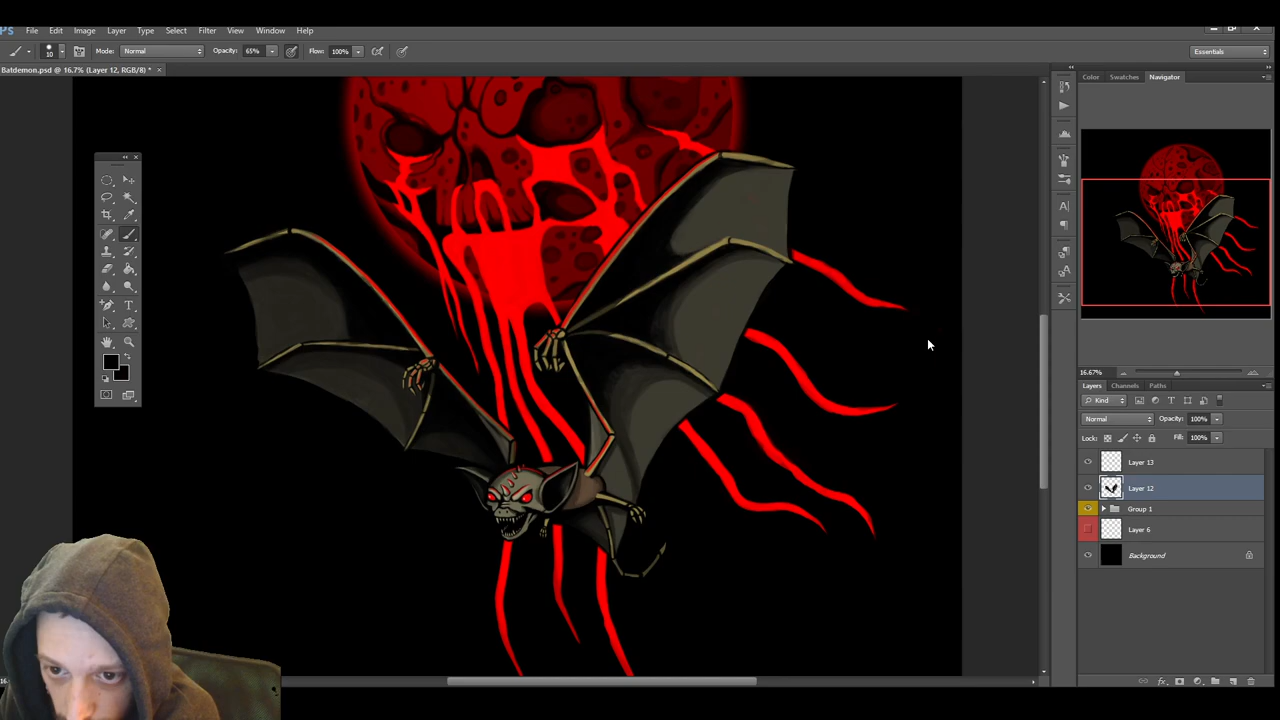 Ps File Edit Image Layer Type Select Filter View Window Help
10 Mode: Normal Opacity: 65% Flow: 100% Essentials
Batdemon.psd @ 16.7% (Layer 12, RGB/8) * ×
Color Swatches Navigator
16.67%
Layers Channels Paths
Kind
Normal Opacity: 100%
Lock: Fill: 100%
Layer 13
Layer 12
Group 1
Layer 6
Background